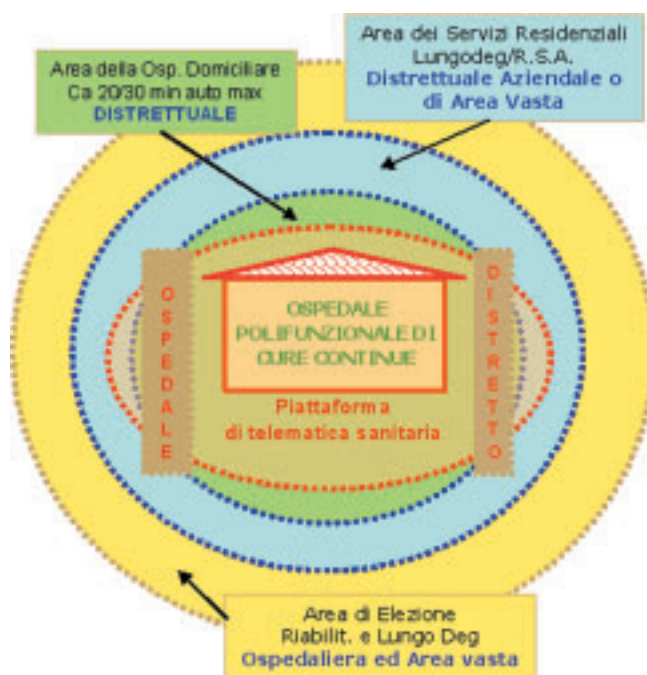 Area dei Servizi Residenziali
Lungodeg/R.S.A.
Distrettuale Aziendale o
di Area Vasta
Area della Osp. Domiciliare
Ca 20/30 min auto max
DISTRETTUALE
OSPEDALE
OSPEDALE
POLIFUNZIONALE DI
CURE CONTINUE
DISTRETTO
Piattaforma
di telematica sanitaria
Area di Elezione
Riabilit. e Lungo Deg
Ospedaliera ed Area vasta